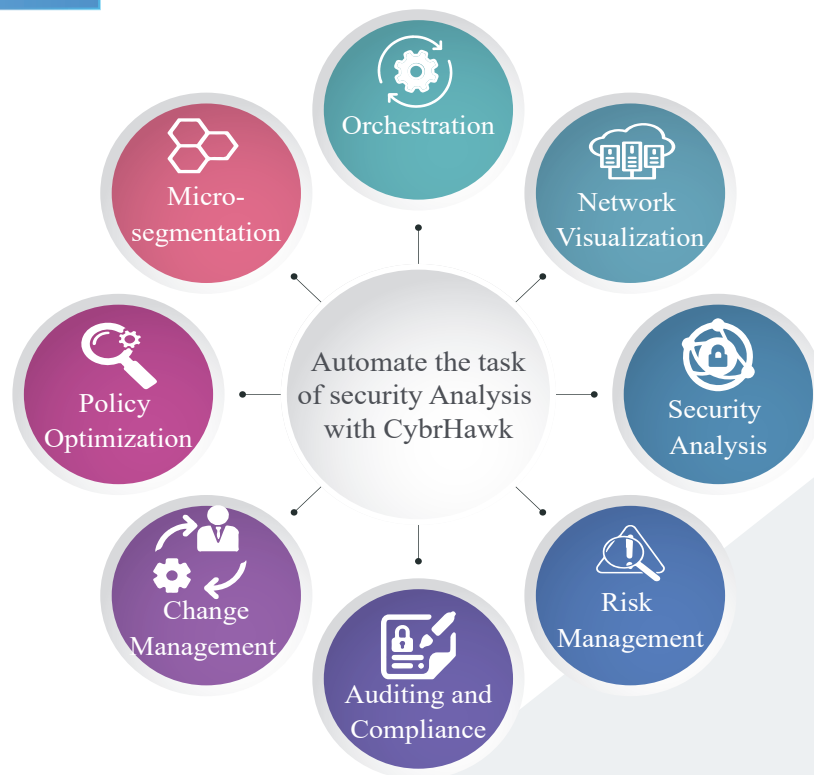 Orchestration
Network
Visualization
Security
Analysis
Risk
Management
Auditing and
Compliance
Change
Management
Policy
Optimization
Micro-
segmentation
Automate the task
of security Analysis
with CybrHawk